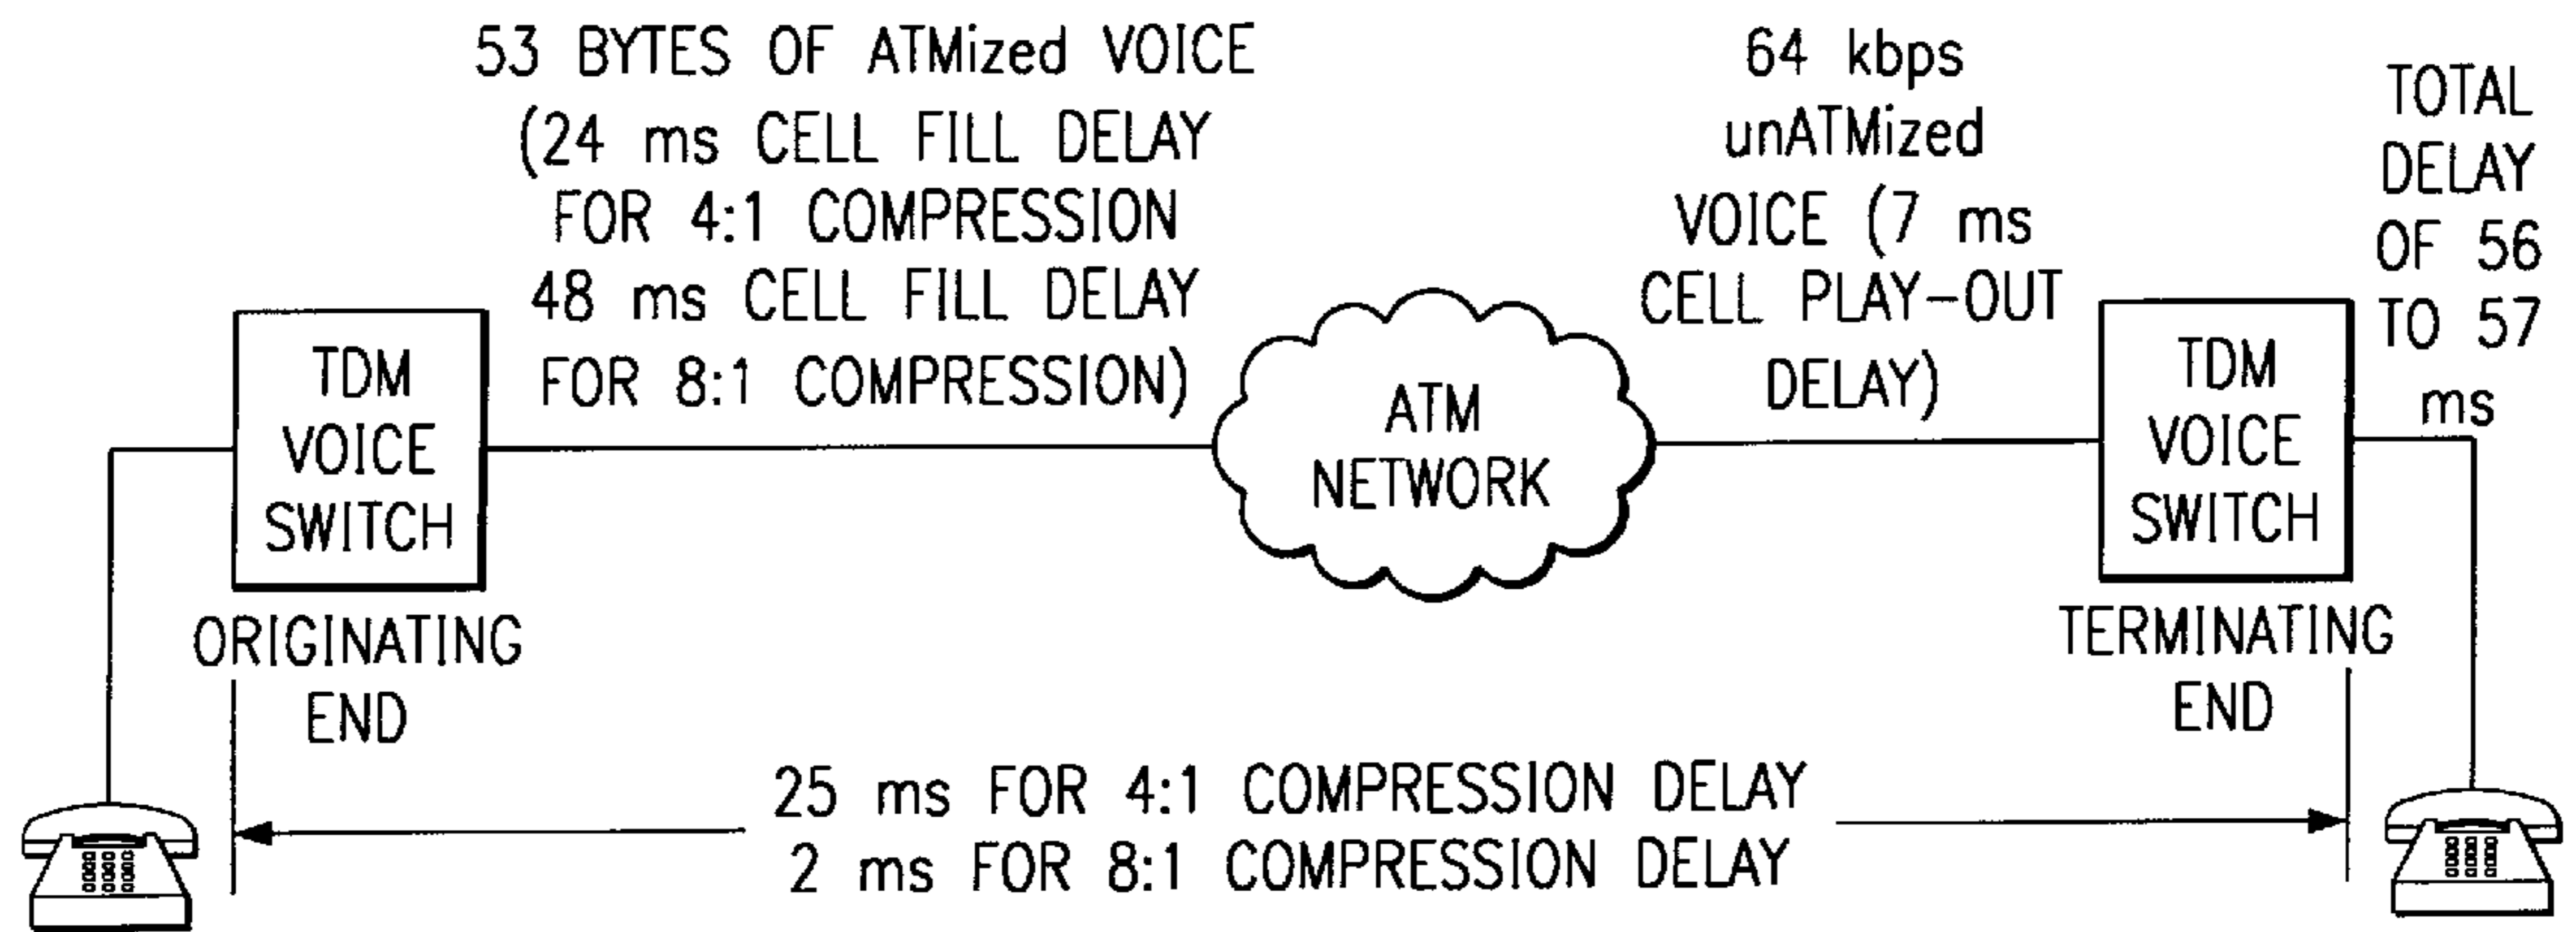 53 BYTES OF ATMized VOICE
(24 ms CELL FILL DELAY
FOR 4:1 COMPRESSION
48 ms CELL FILL DELAY
FOR 8:1 COMPRESSION)
64 kbps
unATMized
VOICE (7 ms
CELL PLAY-OUT
DELAY)
TOTAL
DELAY
OF 56
TO 57
ms
TDM
VOICE
SWITCH
ATM
NETWORK
TDM
VOICE
SWITCH
ORIGINATING
END
TERMINATING
END
25 ms FOR 4:1 COMPRESSION DELAY
2 ms FOR 8:1 COMPRESSION DELAY